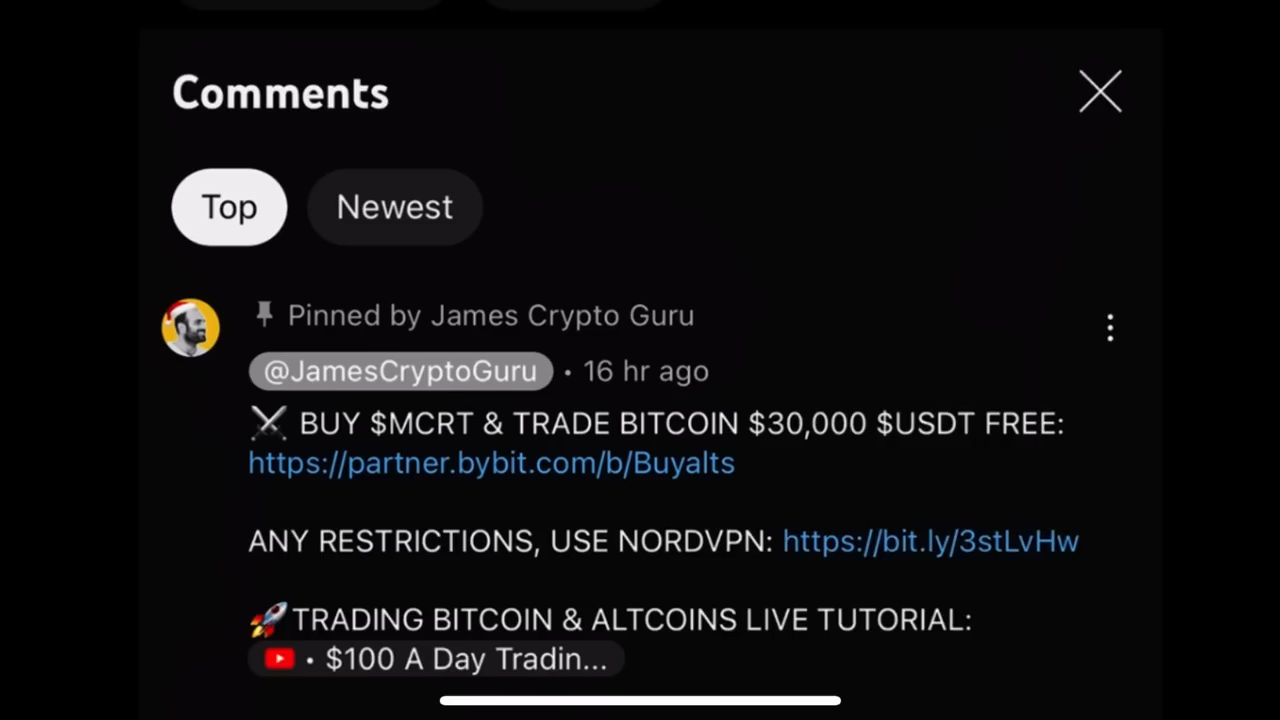 Comments
Top Newest
Pinned by James Crypto Guru
@JamesCryptoGuru • 16 hr ago
⚔️ BUY $MCRT & TRADE BITCOIN $30,000 $USDT FREE:
https://partner.bybit.com/b/Buyalts
ANY RESTRICTIONS, USE NORDVPN: https://bit.ly/3stLvHw
🚀TRADING BITCOIN & ALTCOINS LIVE TUTORIAL:
• $100 A Day Tradin...